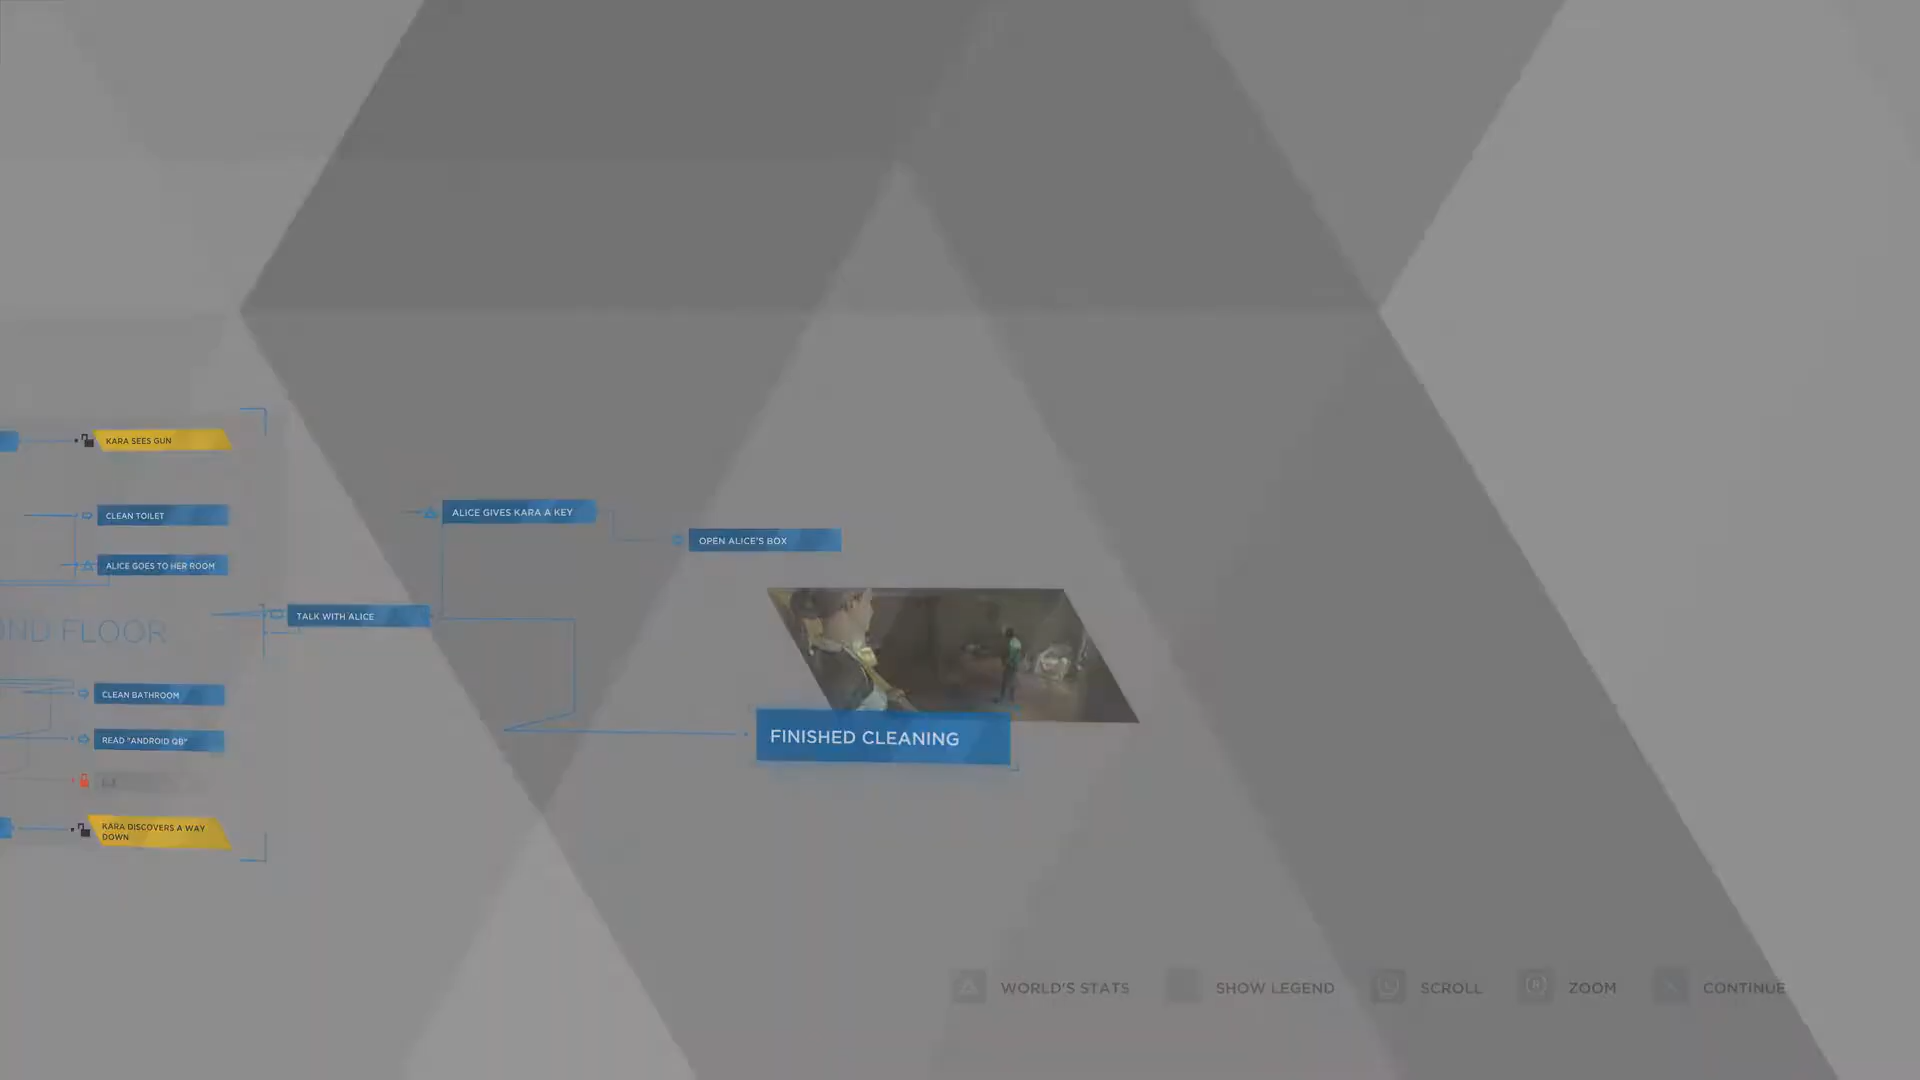 KARA SEES GUN
CLEAN TOILET
ALICE GOES TO HER ROOM
OND FLOOR
CLEAN BATHROOM
READ "ANDROID QB"
KARA DISCOVERS A WAY
DOWN
TALK WITH ALICE
ALICE GIVES KARA A KEY
OPEN ALICE'S BOX
FINISHED CLEANING
WORLD'S STATS
SHOW LEGEND
SCROLL
ZOOM
CONTINUE